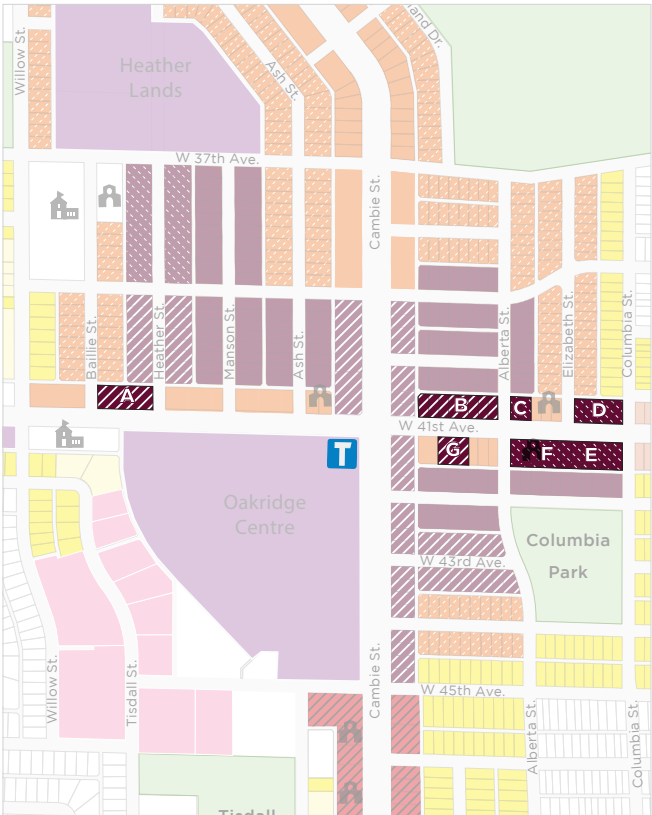 Willow St.
land Dr.
Heather
Lands
Ash St.
W 37th Ave.
Cambie St.
Baillie St.
Heather St.
Manson St.
Ash St.
Alberta St.
Elizabeth St.
Columbia St.
A
B
C
D
W 41st Ave.
T
G
F
E
Oakridge
Centre
Columbia
Park
W 43rd Ave.
Willow St.
Tisdall St.
Cambie St.
W 45th Ave.
Alberta St.
Columbia St.
Tisdall